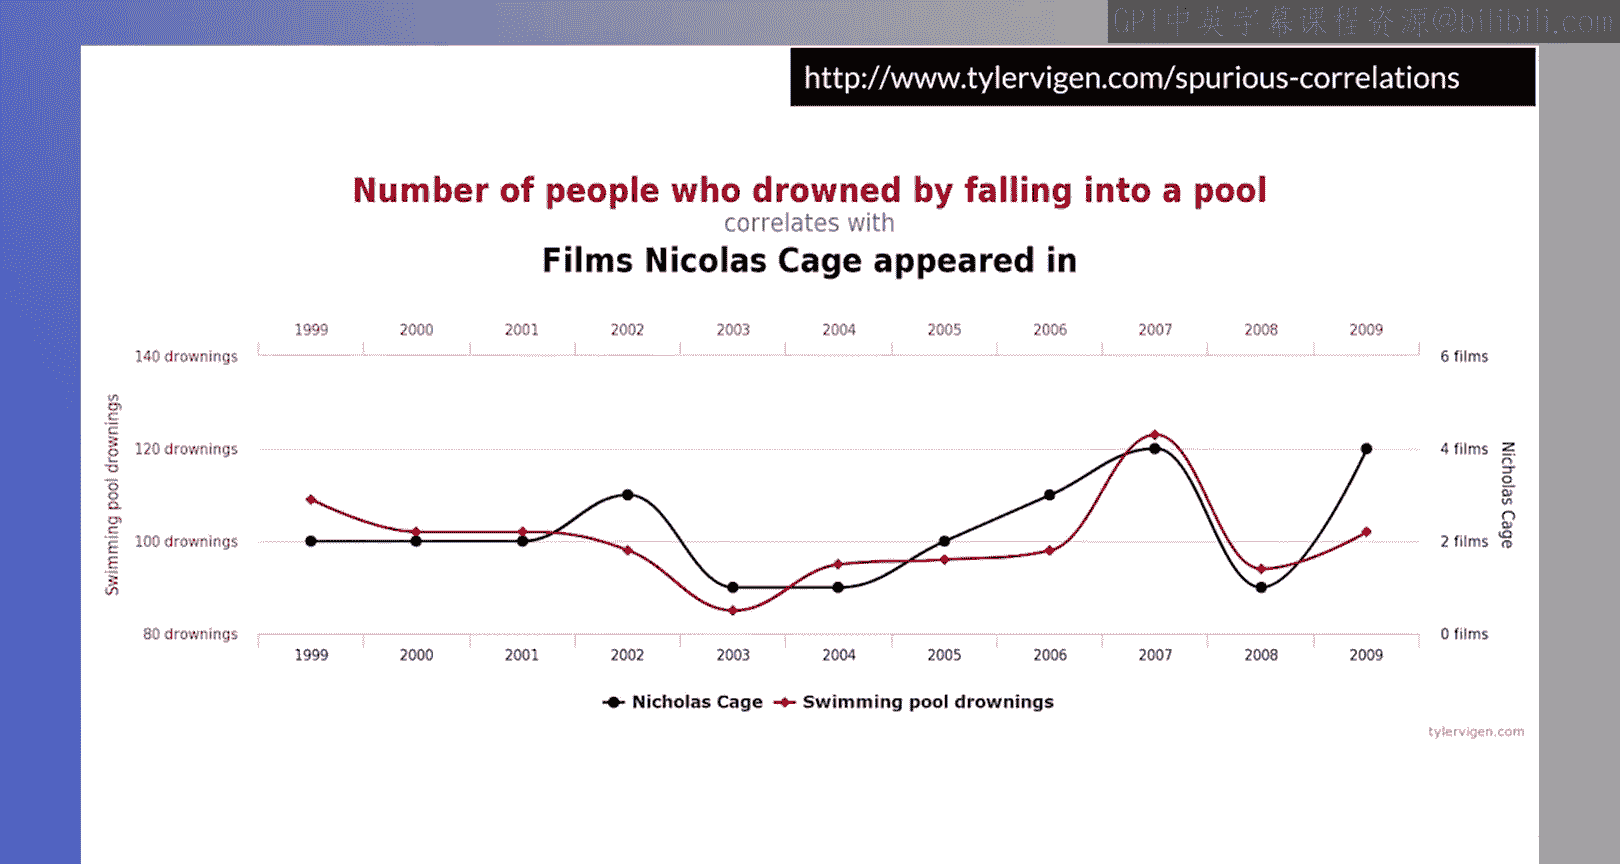 GPT中英字幕课程资源@bilibili.com
http://www.tylervigen.com/spurious-correlations
Number of people who drowned by falling into a pool
correlates with
Films Nicolas Cage appeared in
1999 2000 2001 2002 2003 2004 2005 2006 2007 2008 2009
140 drownings 6 films
120 drownings 4 films
100 drownings 2 films
80 drownings 0 films
Swimming pool drownings
Nicholas Cage
1999 2000 2001 2002 2003 2004 2005 2006 2007 2008 2009
Nicholas Cage Swimming pool drownings
tylervigen.com